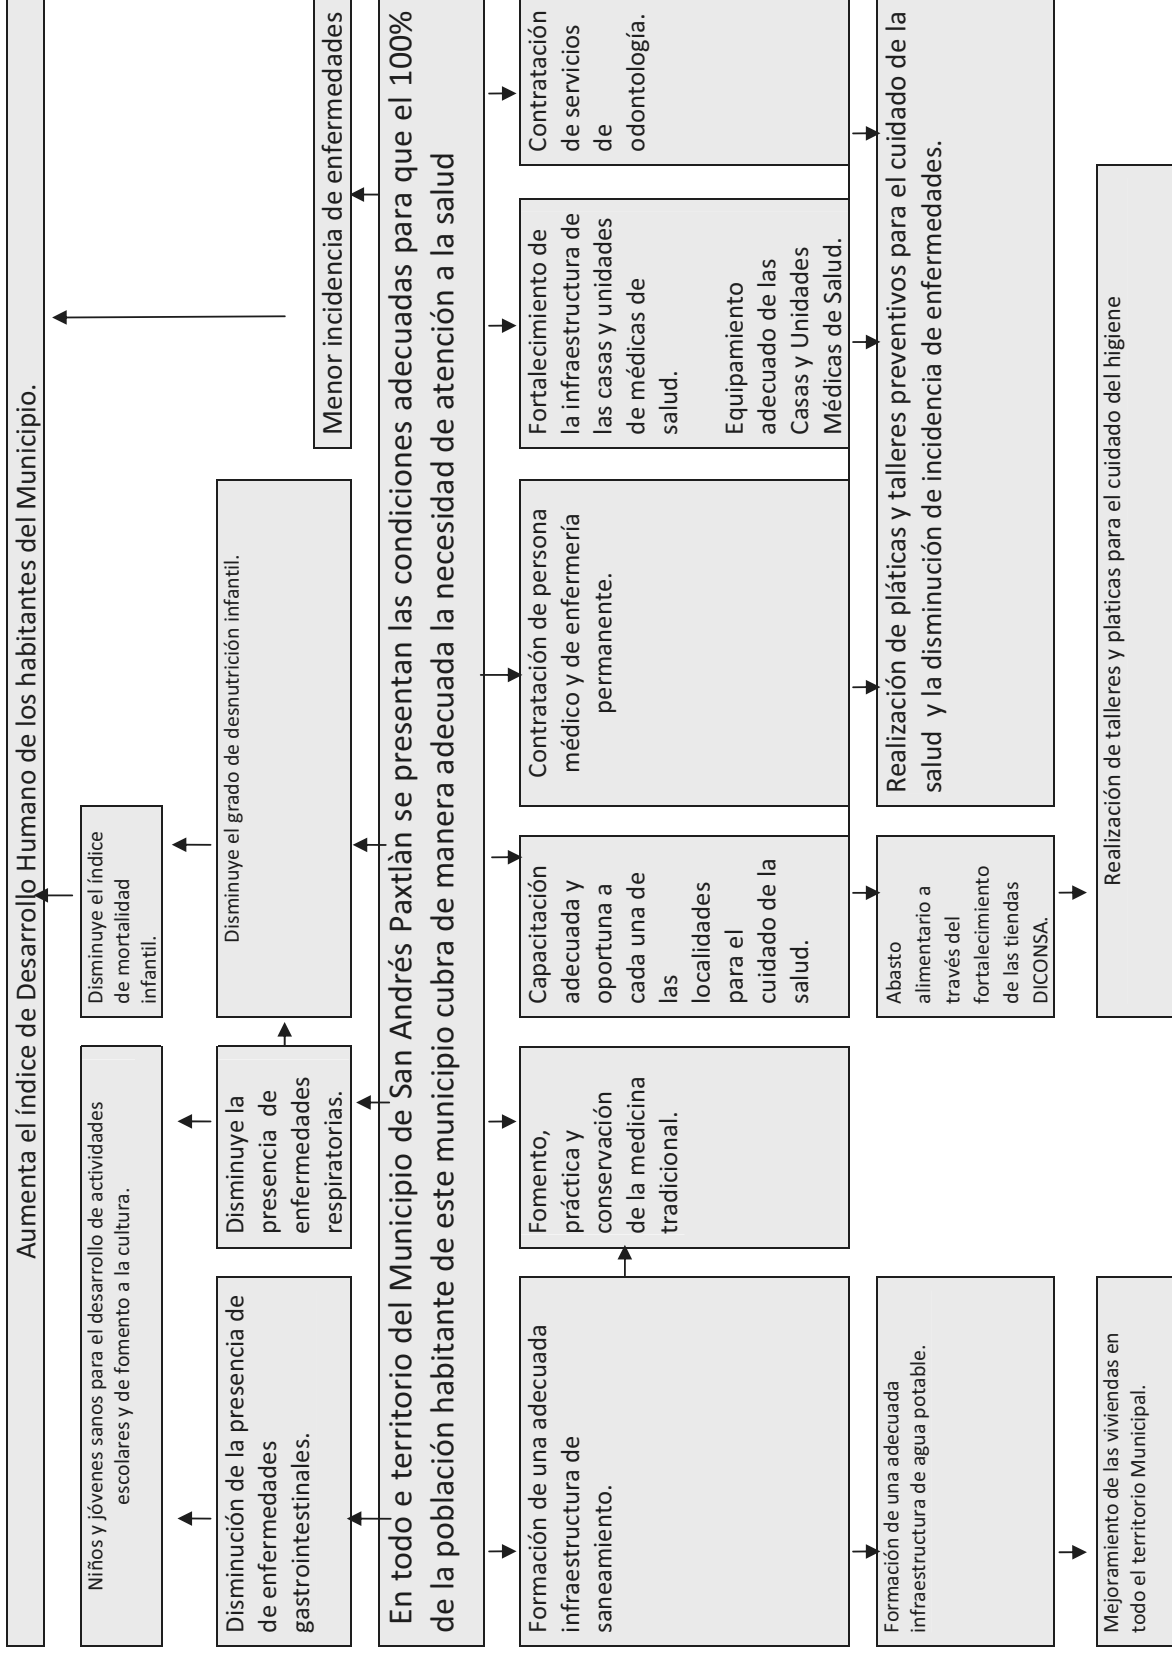 Aumenta el índice de Desarrollo Humano de los habitantes del Municipio.
Niños y jóvenes sanos para el desarrollo de actividades
escolares y de fomento a la cultura.
Disminuye el índice
de mortalidad
infantil.
Disminución de la presencia de
de enfermedades
gastrointestinales.
Disminuye la
presencia de
enfermedades
respiratorias.
Disminuye el grado de desnutrición infantil.
Menor incidencia de enfermedades
En todo e territorio del Municipio de San Andrés Paxtlàn se presentan las condiciones adecuadas para que el 100%
de la población habitante de este municipio cubra de manera adecuada la necesidad de atención a la salud
Formación de una adecuada
infraestructura de
saneamiento.
Fomento,
práctica y
conservación
de la medicina
tradicional.
Capacitación
adecuada y
oportuna a
cada una de
las
localidades
para el
cuidado de la
salud.
Contratación de persona
médico y de enfermería
permanente.
Fortalecimiento de
la infraestructura de
las casas y unidades
de médicas de
salud.
Equipamiento
adecuado de las
Casas y Unidades
Médicas de Salud.
Contratación
de servicios
de
odontología.
Formación de una adecuada
infraestructura de agua potable.
Abasto
alimentario a
través del
fortalecimiento
de las tiendas
DICONSA.
Realización de pláticas y talleres preventivos para el cuidado de la
salud y la disminución de incidencia de enfermedades.
Mejoramiento de las viviendas en
todo el territorio Municipal.
Realización de talleres y platicas para el cuidado del higiene